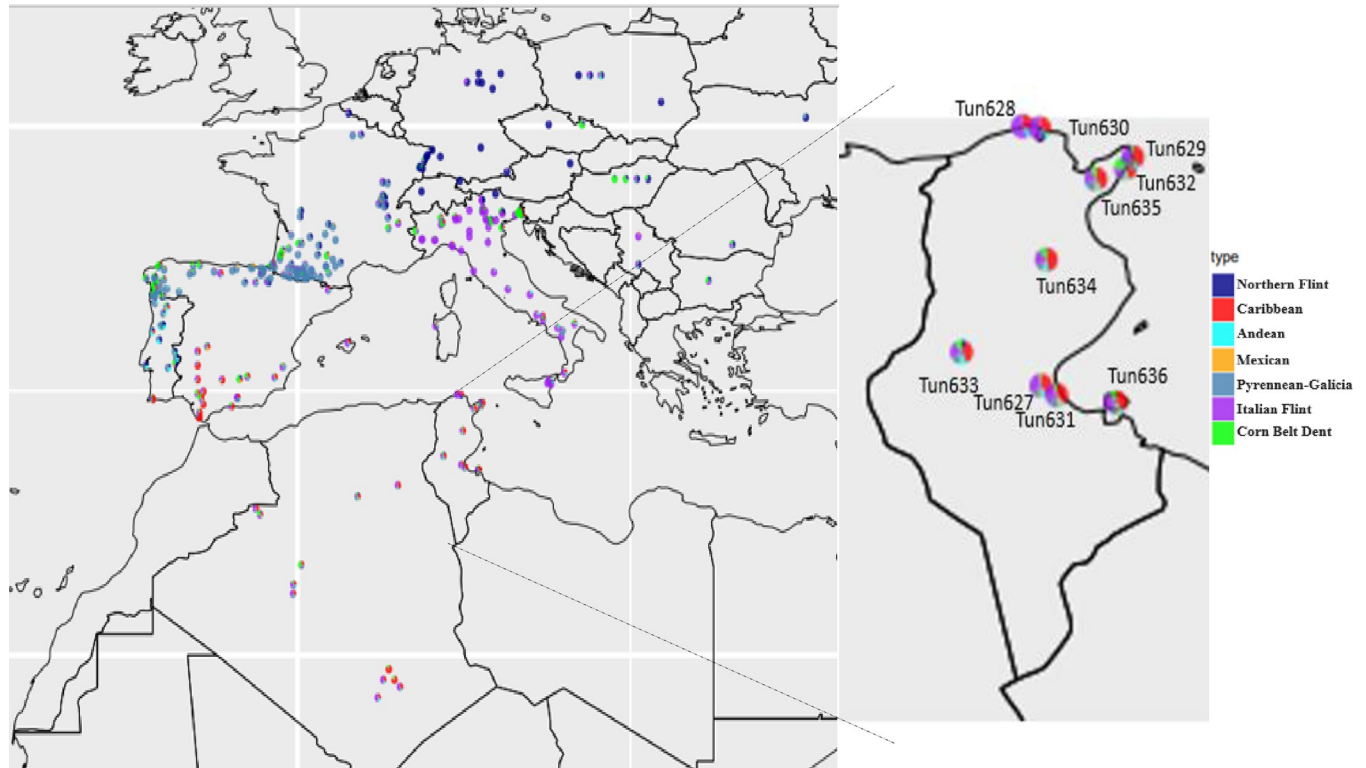 Tun628
Tun630
Tun629
Tun632
Tun635
Tun634
Tun633
Tun627
Tun631
Tun636
type
Northern Flint
Caribbean
Andean
Mexican
Pyrennean-Galicia
Italian Flint
Corn Belt Dent